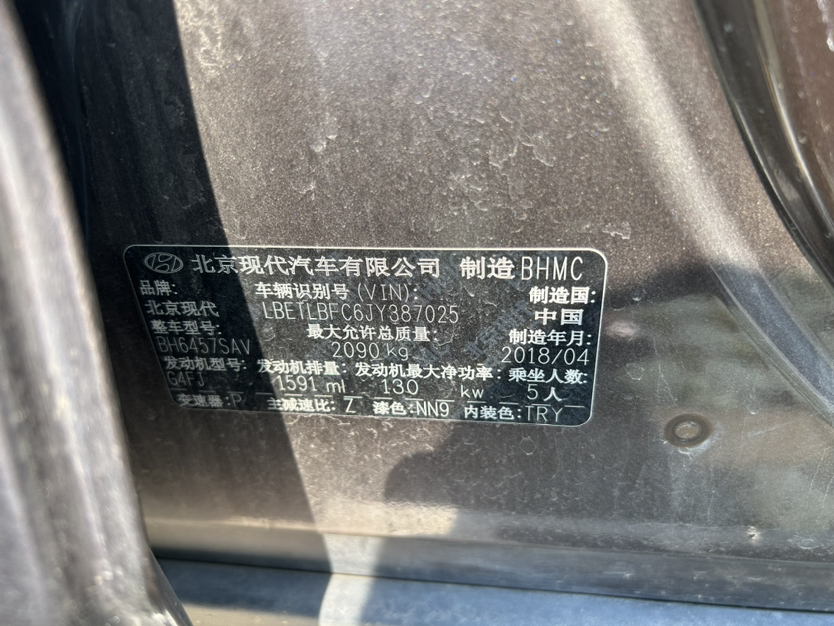 北京现代汽车有限公司 制造 BHMC
品牌: 车辆识别号(VIN): 制造国:
北京现代 LBETLBFC6JY387025 中国
整车型号: 最大允许总质量: 制造年月:
BH6457SAV 2090 kg 2018/04
发动机型号: 发动机排量: 发动机最大净功率: 乘坐人数:
G4FJ 1591 ml 130 kw 5人
变速器:P 主减速比: Z 漆色:NN9 内装色:TRY